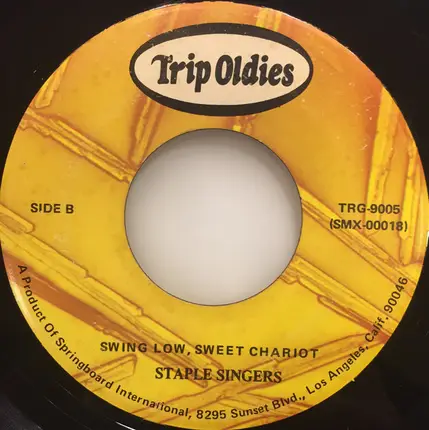 Trip Oldies
SIDE B
TRG-9005
(SMX-00018)
SWING LOW, SWEET CHARIOT
STAPLE SINGERS
A Product Of Springboard International, 8295 Sunset Blvd., Los Angeles, Calif. 90046